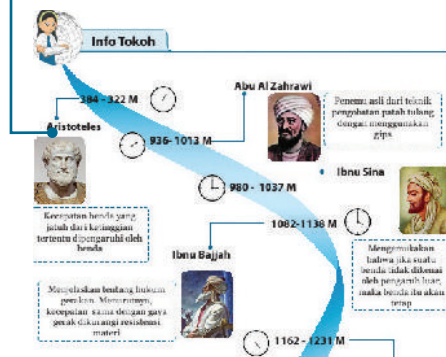 Info Tokoh
384 - 322 M
Aristoteles
Kecepatan benda yang
jatuh dari ketinggian
tertentu dipengaruhi oleh
benda
Abu Al Zahrawi
936- 1013 M
Penemu asli dari teknik
pengobatan patah tulang
dengan menggunakan
gips
Ibnu Sina
980 - 1037 M
Mengemukakan
bahwa jika suatu
benda tidak dikenai
oleh pengaruh luar,
maka benda itu akan
tetap
1082-1138 M
Ibnu Bajjah
Menjelaskan tentang hukum
gerakan. Menurutnya,
kecepatan sama dengan gaya
gerak dikurangi resistensi
materi
1162 - 1231 M